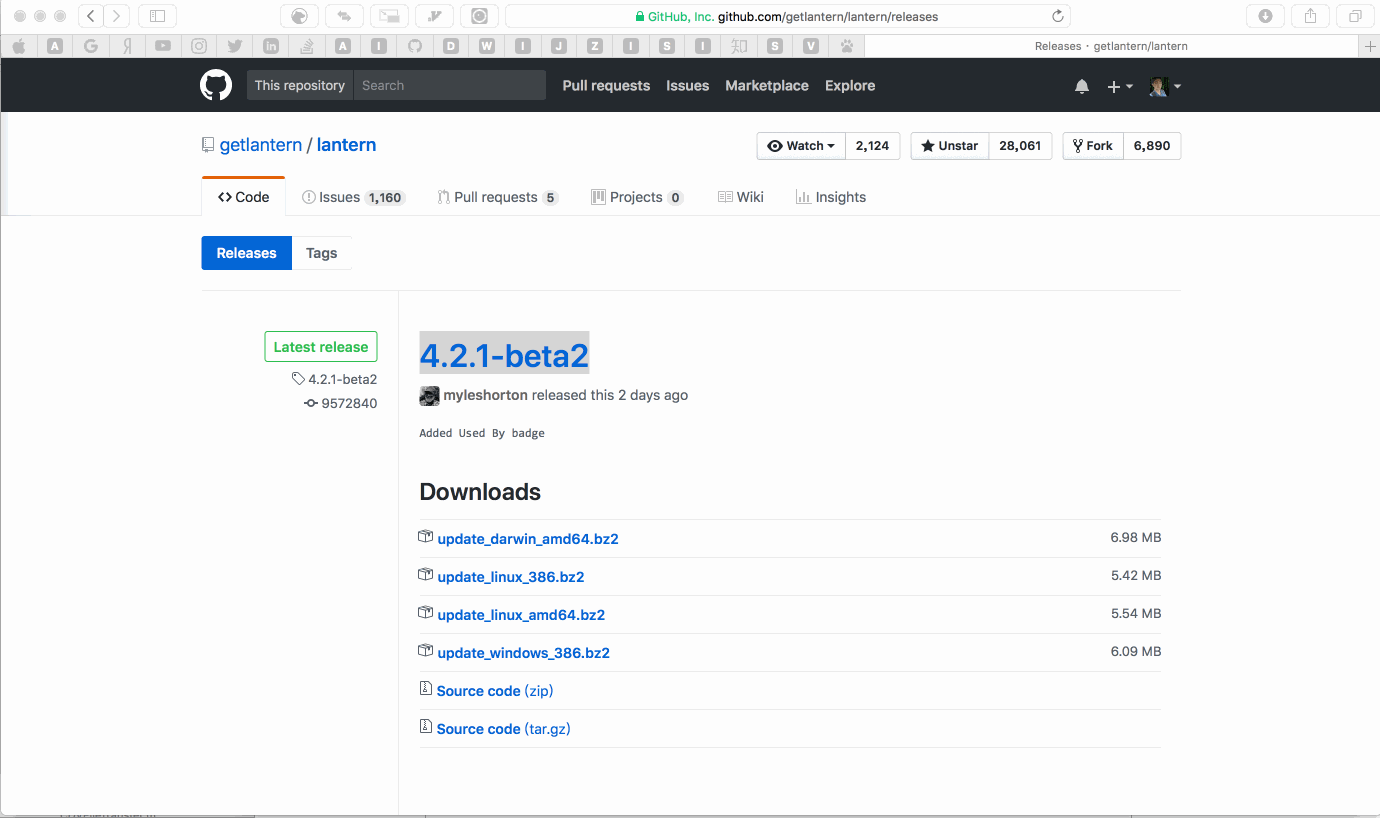 GitHub, Inc. github.com/getlantern/lantern/releases
A G Я in A I D W I J Z I S I 知 S V Releases · getlantern/lantern
This repository Search Pull requests Issues Marketplace Explore
getlantern / lantern Watch 2,124 Unstar 28,061 Fork 6,890
<> Code Issues 1,160 Pull requests 5 Projects 0 Wiki Insights
Releases Tags
Latest release
4.2.1-beta2
9572840
4.2.1-beta2
myleshorton released this 2 days ago
Added Used By badge
Downloads
update_darwin_amd64.bz2 6.98 MB
update_linux_386.bz2 5.42 MB
update_linux_amd64.bz2 5.54 MB
update_windows_386.bz2 6.09 MB
Source code (zip)
Source code (tar.gz)